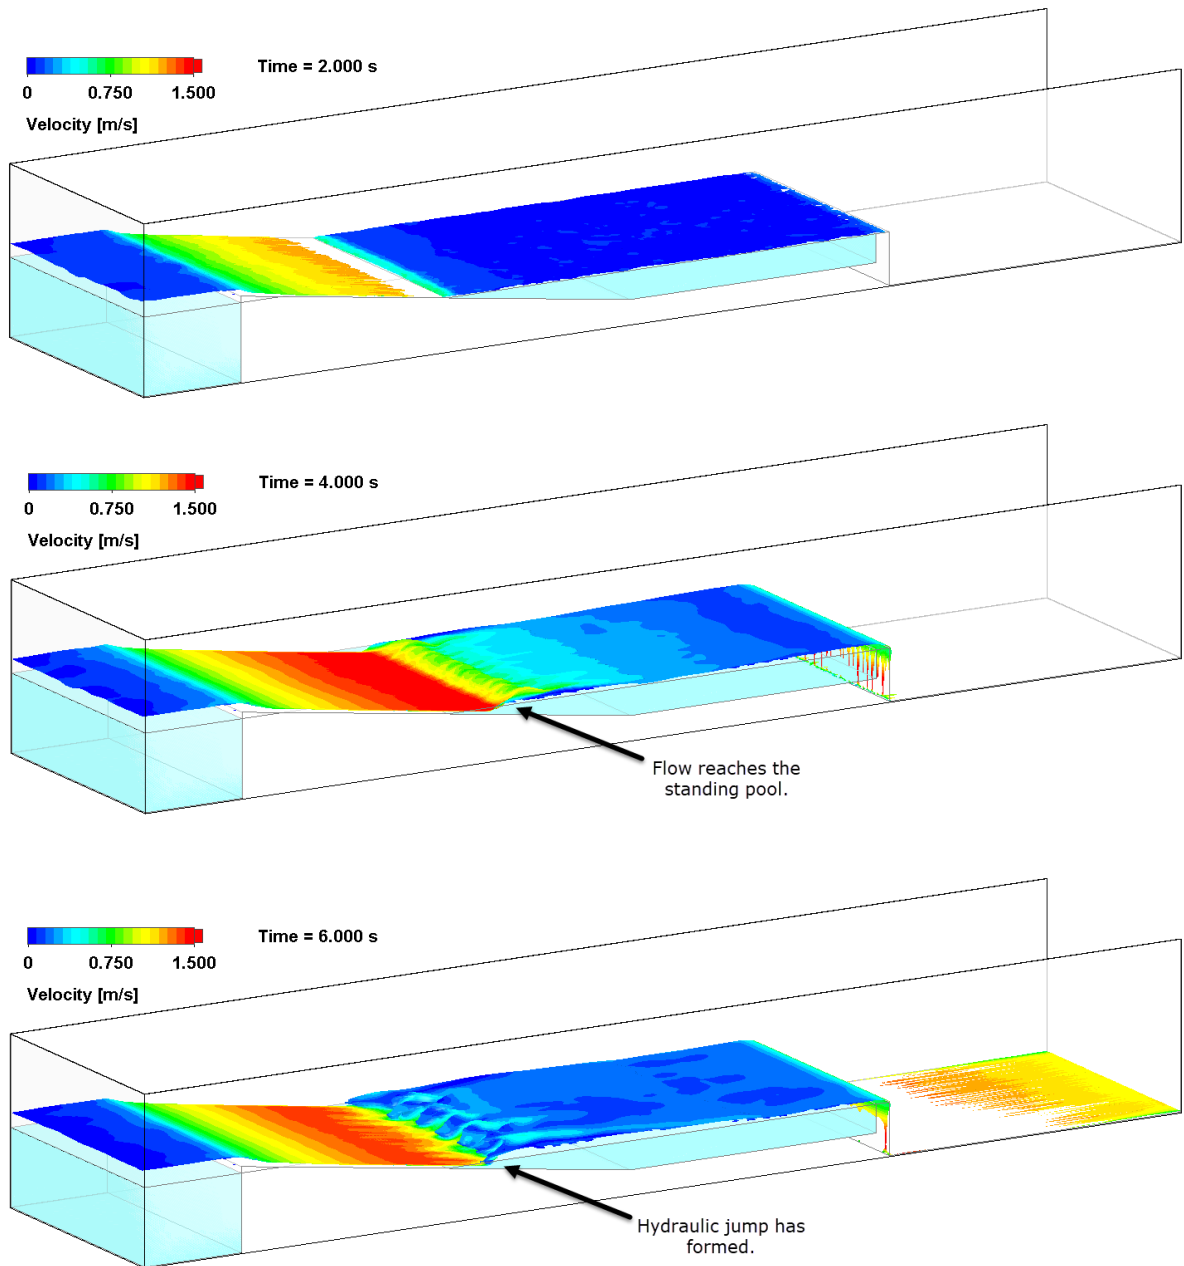 Time = 2.000 s
0 0.750 1.500
Velocity [m/s]
Time = 4.000 s
0 0.750 1.500
Velocity [m/s]
Flow reaches the
standing pool.
Time = 6.000 s
0 0.750 1.500
Velocity [m/s]
Hydraulic jump has
formed.